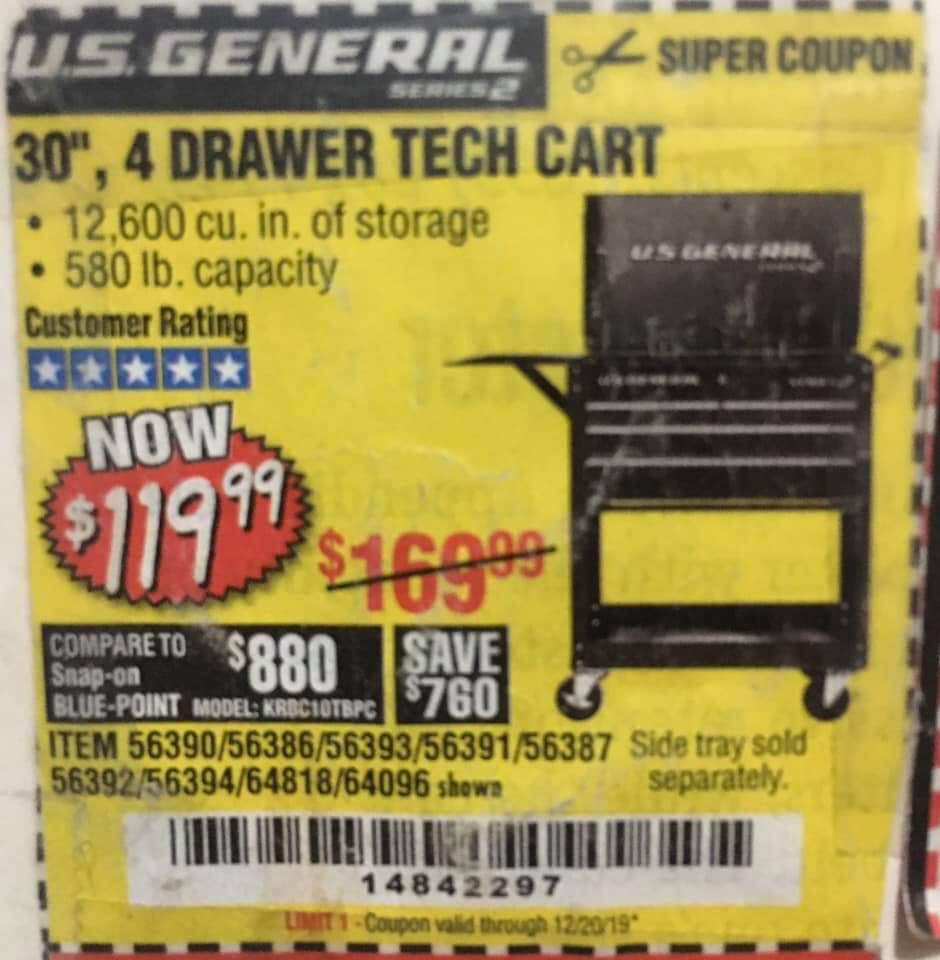 U.S. GENERAL
SERIES 2
SUPER COUPON
30", 4 DRAWER TECH CART
• 12,600 cu. in. of storage
• 580 lb. capacity
Customer Rating
U.S. GENERAL
NOW
$119.99
$169.99
COMPARE TO
Snap-on
BLUE-POINT MODEL: KRBC10TBPC
$880
SAVE
$760
ITEM 56390/56386/56393/56391/56387
56392/56394/64818/64096 shown
Side tray sold
separately.
14842297
LIMIT 1 - Coupon valid through 12/20/19*